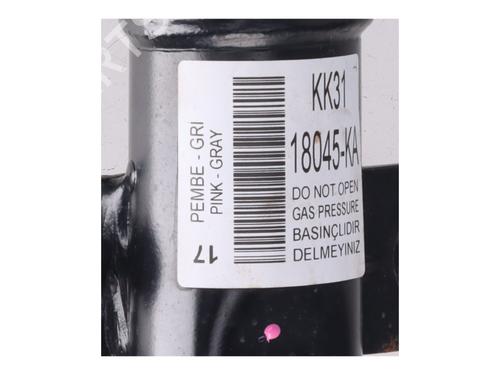 KK31
18045-KA
DO NOT OPEN
GAS PRESSURE
BASINÇLIDIR
DELMEYINIZ
PEMBE - GRI
PINK - GRAY
17